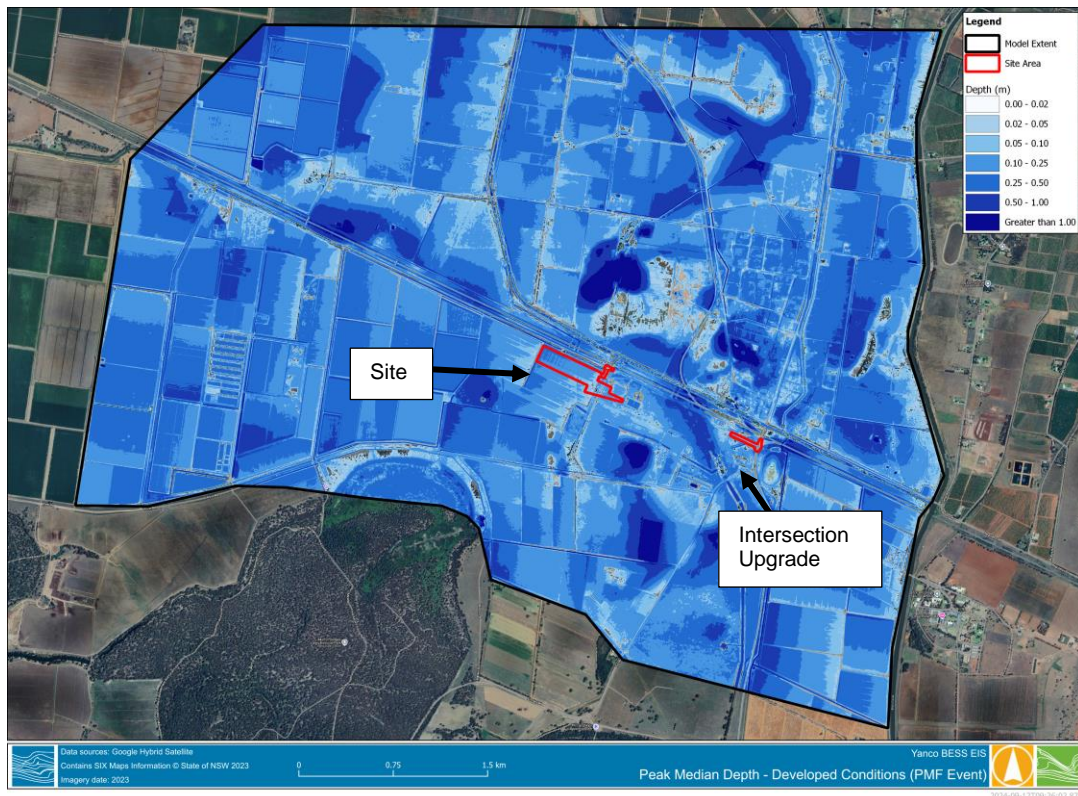 Legend
Model Extent
Site Area
Depth (m)
0.00 - 0.02
0.02 - 0.05
0.05 - 0.10
0.10 - 0.25
0.25 - 0.50
0.50 - 1.00
Greater than 1.00
Site
Intersection
Upgrade
Data sources: Google Hybrid Satellite
Contains SIX Maps Information © State of NSW 2023
Imagery date: 2023
0 0.75 1.5 km
Yanco BESS EIS
Peak Median Depth - Developed Conditions (PMF Event)